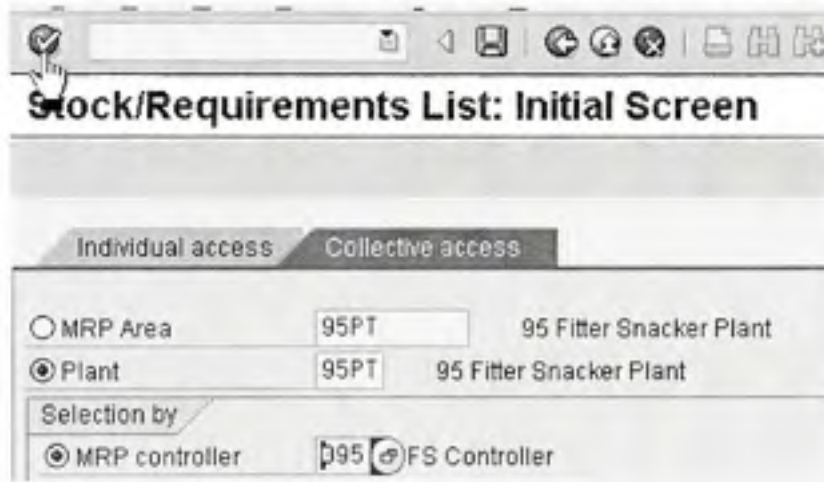 Stock/Requirements List: Initial Screen
Individual access Collective access
MRP Area 95PT 95 Fitter Snacker Plant
Plant 95PT 95 Fitter Snacker Plant
Selection by
MRP controller 095 FS Controller